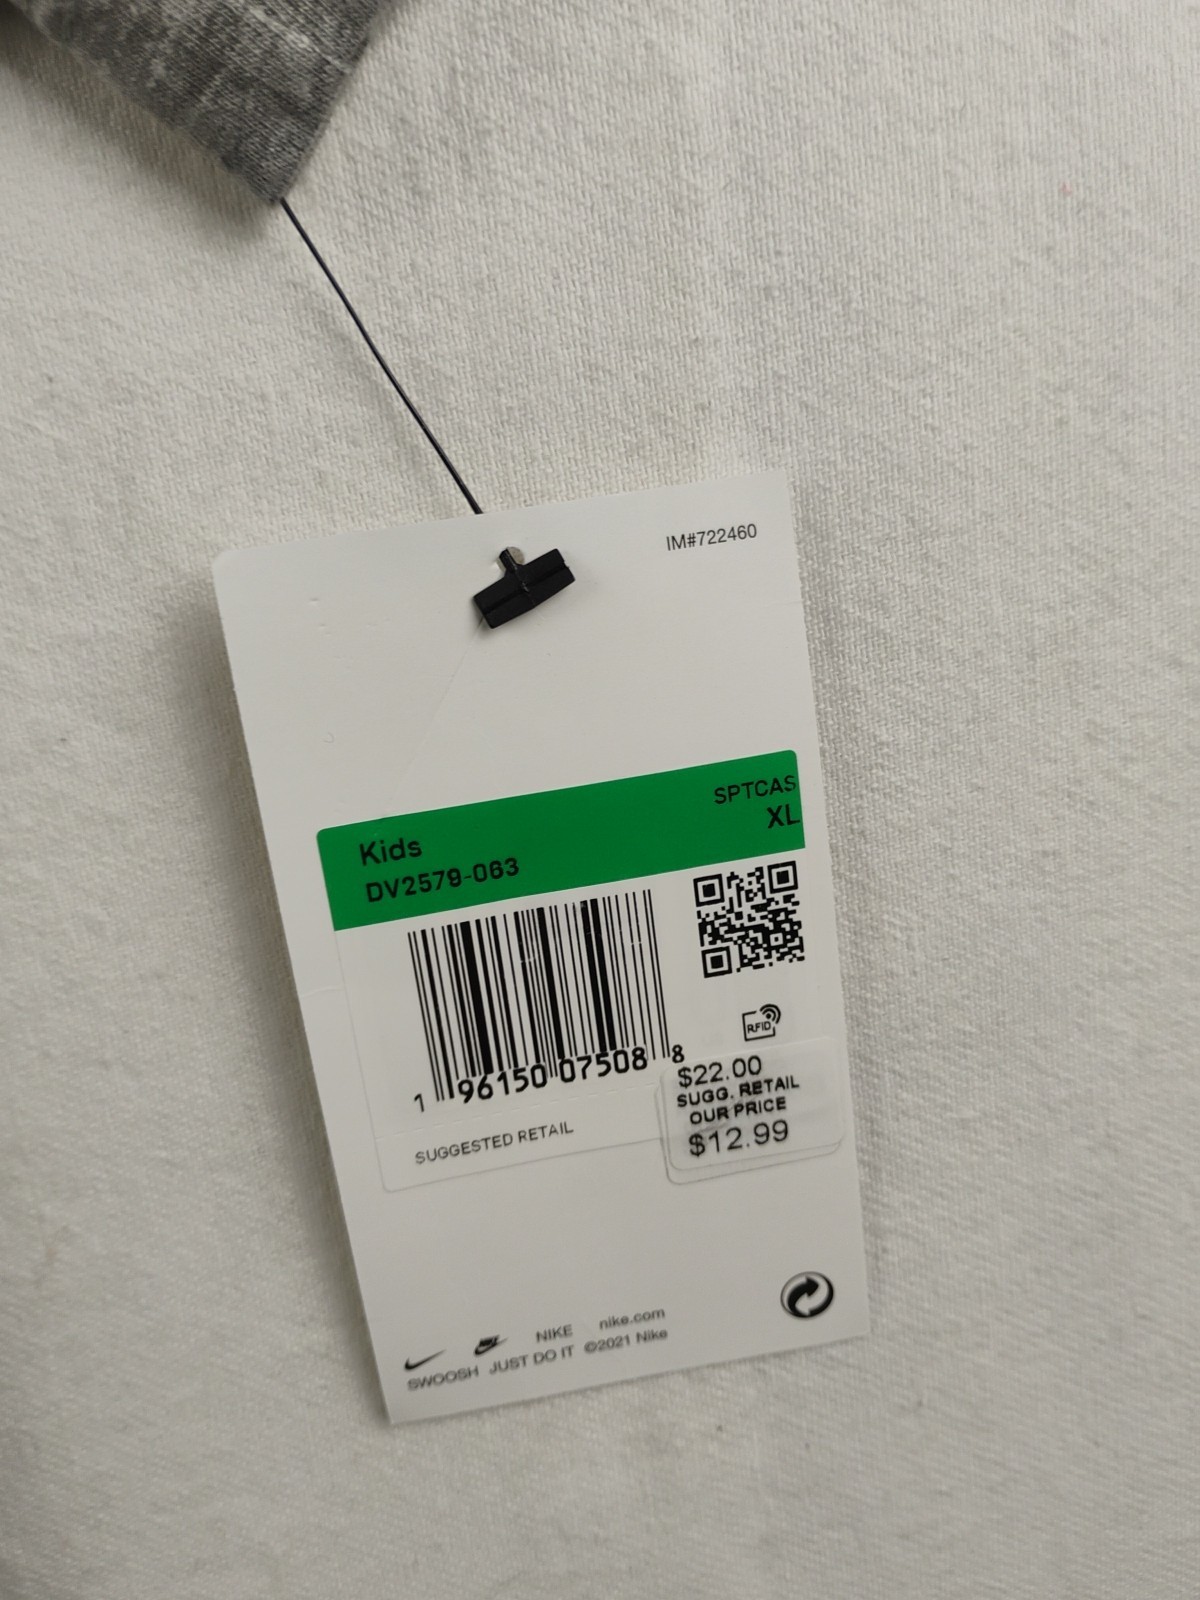 IM#722460
SPTCAS
XL
Kids
DV2579-063
1 96150 07508 8
RFID
$22.00
SUGG. RETAIL
OUR PRICE
$12.99
SUGGESTED RETAIL
NIKE nike.com
SWOOSH JUST DO IT ©2021 Nike